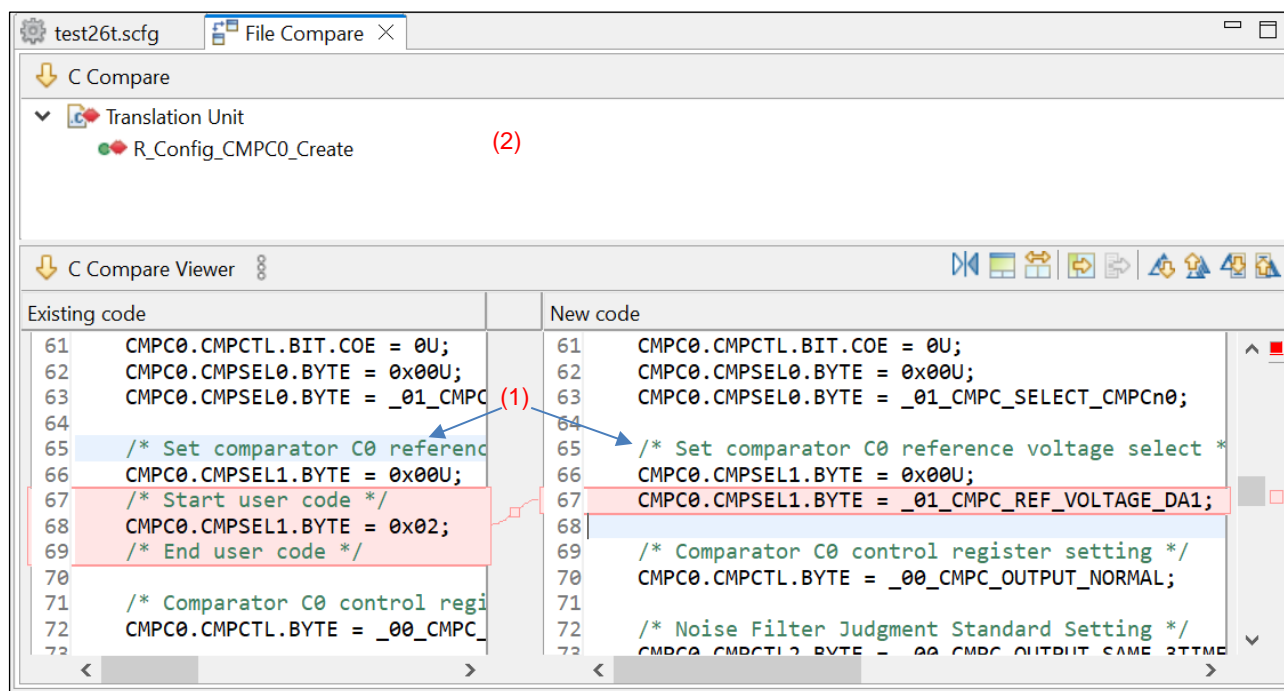 test26t.scfg File Compare
C Compare
Translation Unit
R_Config_CMPC0_Create
(2)
C Compare Viewer
Existing code
61 CMPC0.CMPCTL.BIT.COE = 0U;
62 CMPC0.CMPSEL0.BYTE = 0x00U;
63 CMPC0.CMPSEL0.BYTE = _01_CMPC
64
65 /* Set comparator C0 referenc
66 CMPC0.CMPSEL1.BYTE = 0x00U;
67 /* Start user code */
68 CMPC0.CMPSEL1.BYTE = 0x02;
69 /* End user code */
70
71 /* Comparator C0 control regi
72 CMPC0.CMPCTL.BYTE = _00_CMPC_
73
(1)
New code
61 CMPC0.CMPCTL.BIT.COE = 0U;
62 CMPC0.CMPSEL0.BYTE = 0x00U;
63 CMPC0.CMPSEL0.BYTE = _01_CMPC_SELECT_CMPCn0;
64
65 /* Set comparator C0 reference voltage select *
66 CMPC0.CMPSEL1.BYTE = 0x00U;
67 CMPC0.CMPSEL1.BYTE = _01_CMPC_REF_VOLTAGE_DA1;
68
69 /* Comparator C0 control register setting */
70 CMPC0.CMPCTL.BYTE = _00_CMPC_OUTPUT_NORMAL;
71
72 /* Noise Filter Judgment Standard Setting */
73 CMPC0.CMPCTL2.BYTE = _00_CMPC_OUTPUT_SAME_3TIME